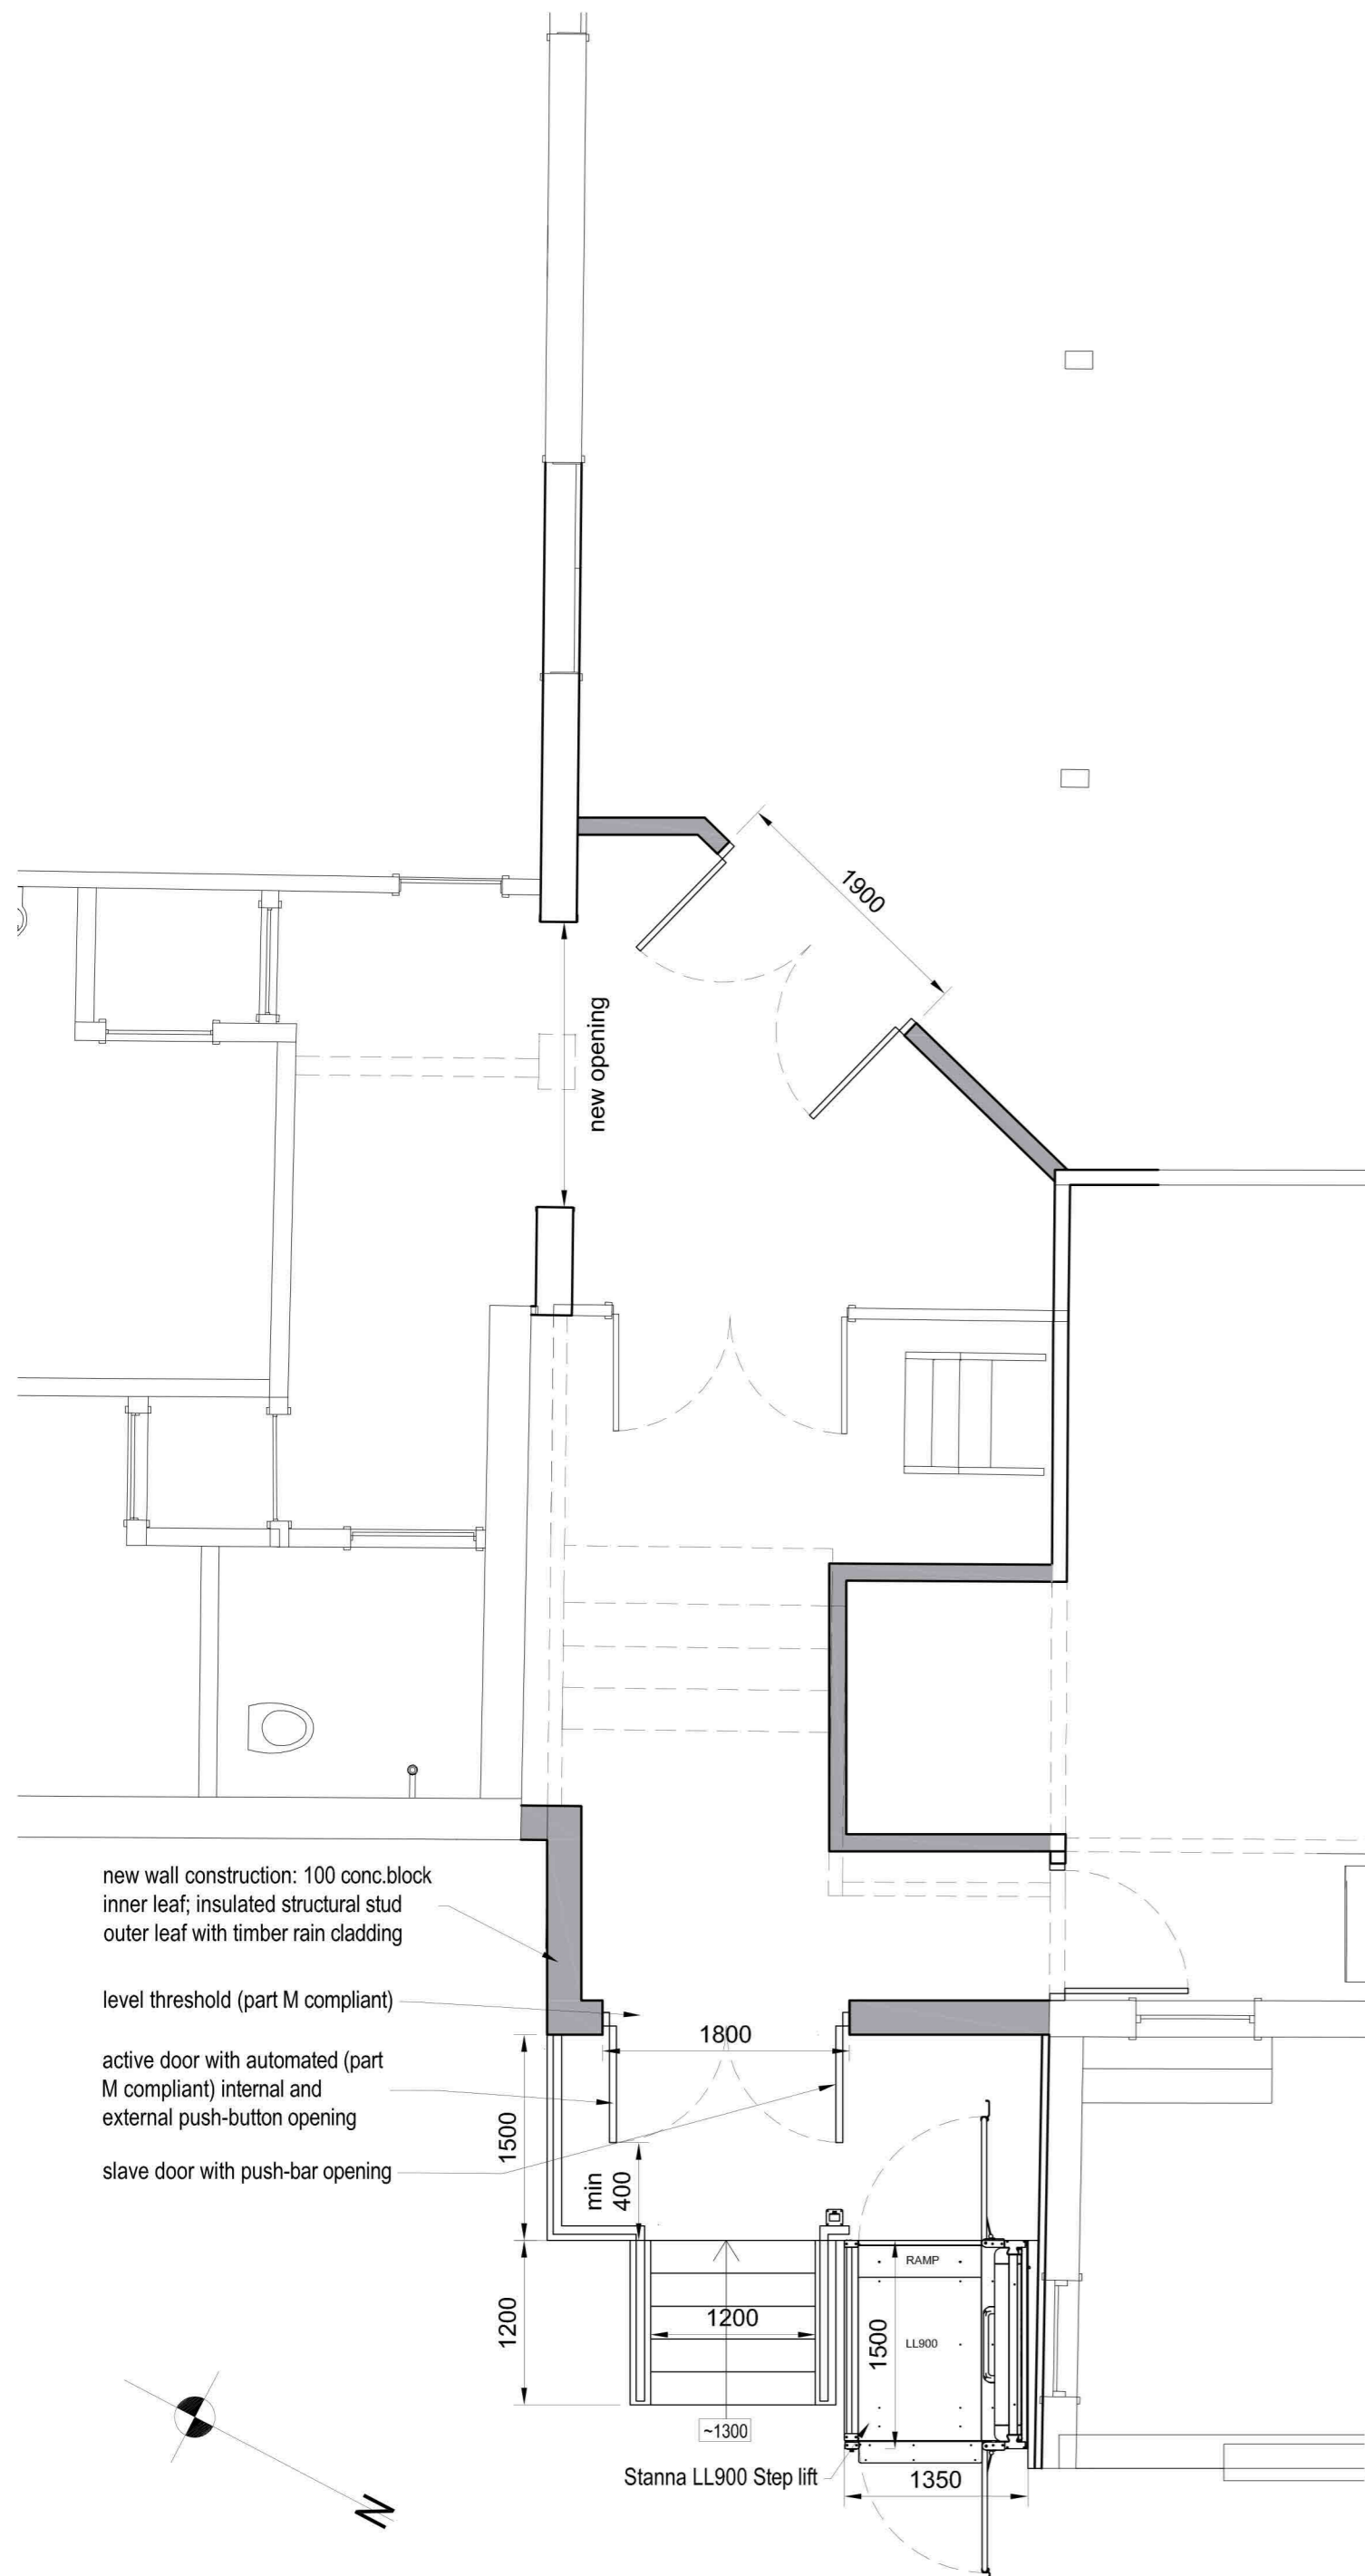 1900
new opening
new wall construction: 100 conc.block
inner leaf; insulated structural stud
outer leaf with timber rain cladding
level threshold (part M compliant)
1800
active door with automated (part
M compliant) internal and
external push-button opening
1500
slave door with push-bar opening
min
400
RAMP
1200
1200
1500
LL900
~1300
Stanna LL900 Step lift
1350
N